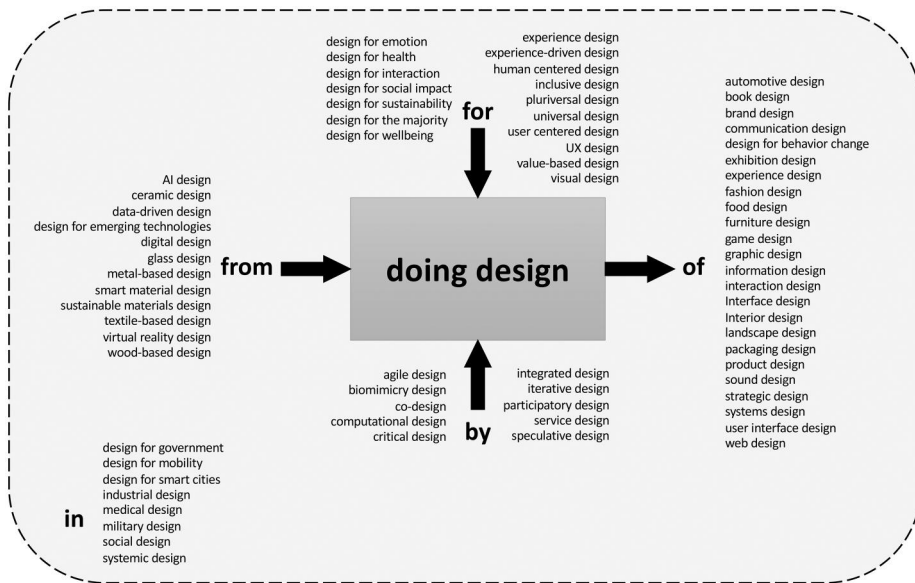 design for emotion
design for health
design for interaction
design for social impact
design for sustainability
design for the majority
design for wellbeing
for
experience design
experience-driven design
human centered design
inclusive design
pluriversal design
universal design
user centered design
UX design
value-based design
visual design
AI design
ceramic design
data-driven design
design for emerging technologies
digital design
glass design
metal-based design
smart material design
sustainable materials design
textile-based design
virtual reality design
wood-based design
from
doing design
of
automotive design
book design
brand design
communication design
design for behavior change
exhibition design
experience design
fashion design
food design
furniture design
game design
graphic design
information design
interaction design
Interface design
Interior design
landscape design
packaging design
product design
sound design
strategic design
systems design
user interface design
web design
agile design
biomimicry design
co-design
computational design
critical design
by
integrated design
iterative design
participatory design
service design
speculative design
in
design for government
design for mobility
design for smart cities
industrial design
medical design
military design
social design
systemic design